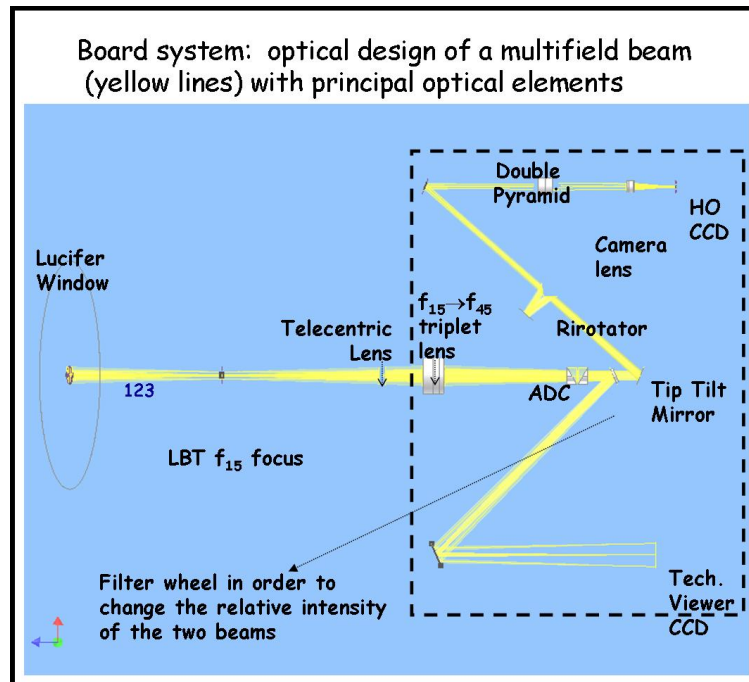 Board system: optical design of a multifield beam
(yellow lines) with principal optical elements
Double
Pyramid
HO
CCD
Camera
lens
Lucifer
Window
f15→f45
triplet
lens
Telecentric
Lens
Rirotator
123
ADC
Tip Tilt
Mirror
LBT f15 focus
Filter wheel in order to
change the relative intensity
of the two beams
Tech.
Viewer
CCD